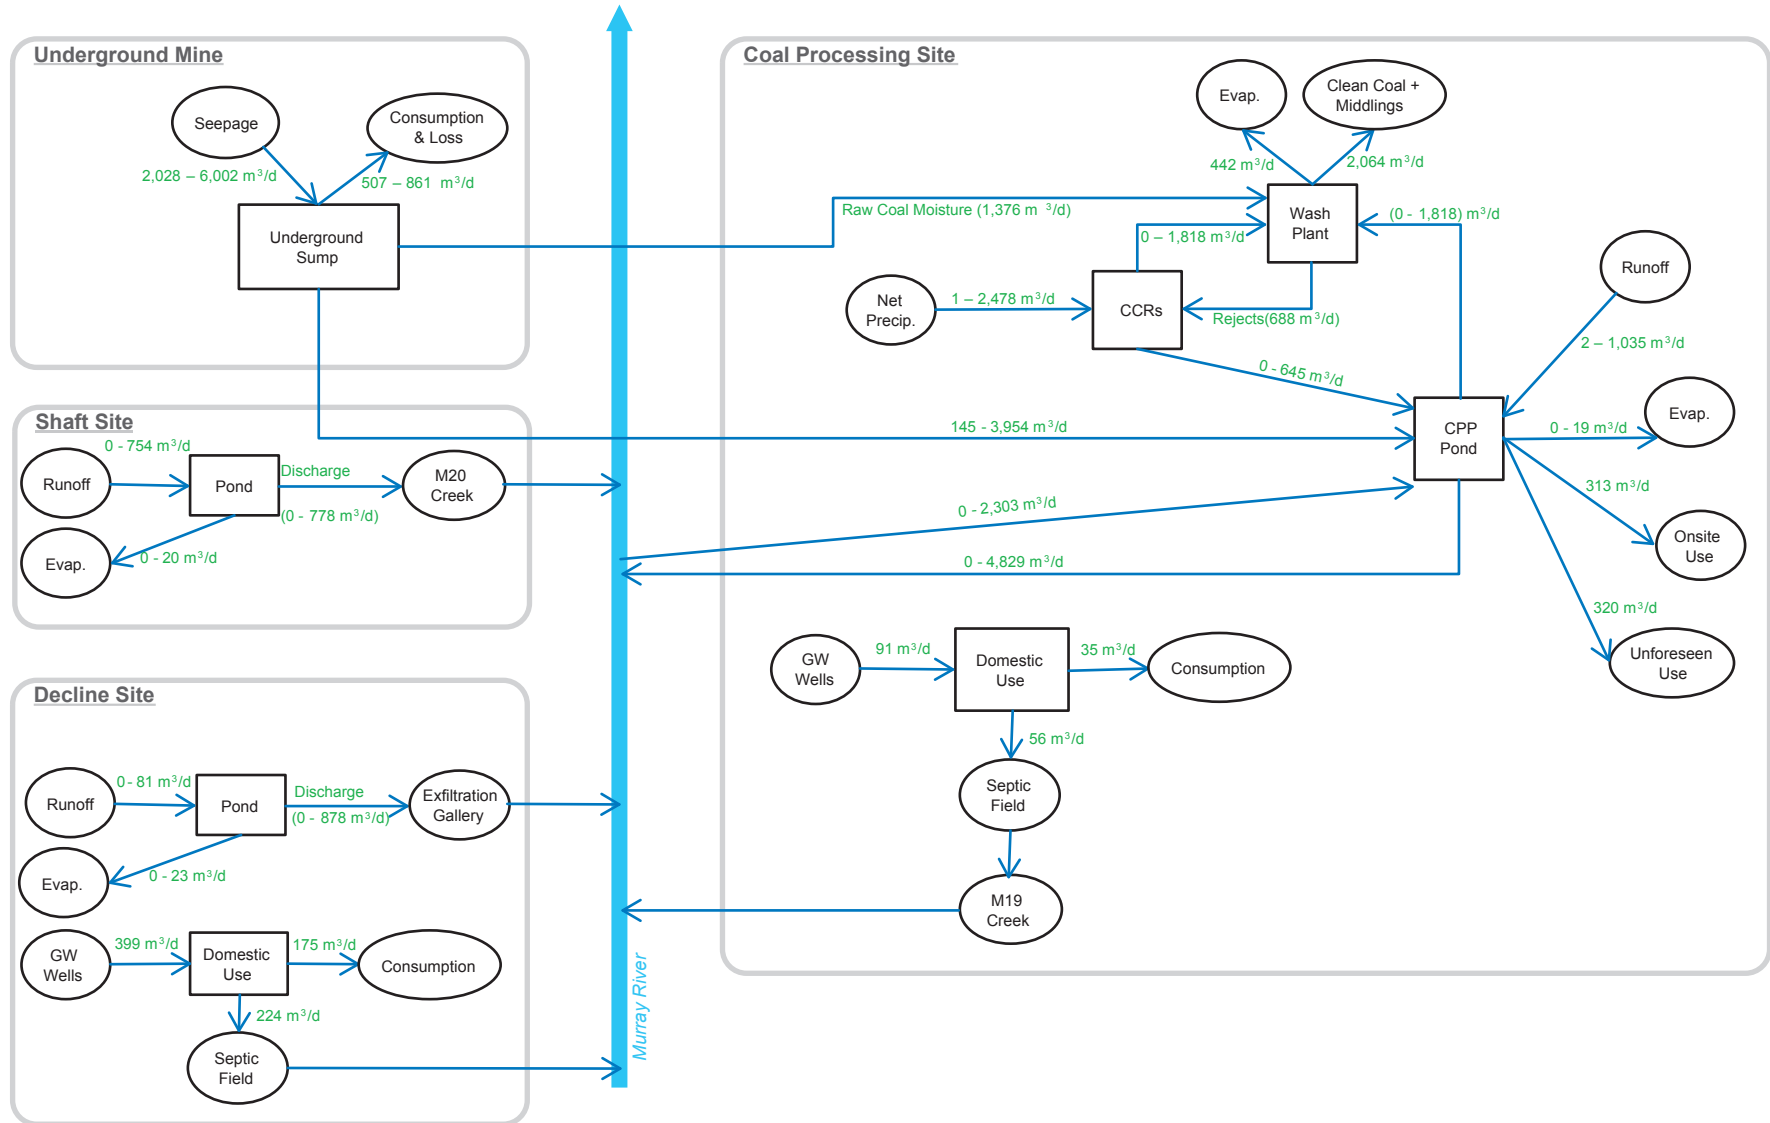 Underground Mine
Seepage
Consumption
& Loss
2,028 – 6,002 m³/d
507 – 861 m³/d
Underground
Sump
Shaft Site
0 - 754 m³/d
Runoff
Pond
Discharge
(0 - 778 m³/d)
M20
Creek
Evap.
0 - 20 m³/d
Decline Site
0 - 81 m³/d
Runoff
Pond
Discharge
(0 - 878 m³/d)
Exfiltration
Gallery
Evap.
0 - 23 m³/d
GW
Wells
399 m³/d
Domestic
Use
175 m³/d
Consumption
224 m³/d
Septic
Field
Murray River
Coal Processing Site
Evap.
Clean Coal +
Middlings
442 m³/d
2,064 m³/d
Raw Coal Moisture (1,376 m ³/d)
Wash
Plant
(0 - 1,818) m³/d
0 – 1,818 m³/d
Net
Precip.
1 – 2,478 m³/d
CCRs
Rejects(688 m³/d)
Runoff
2 – 1,035 m³/d
0 - 645 m³/d
145 - 3,954 m³/d
CPP
Pond
0 - 19 m³/d
Evap.
313 m³/d
Onsite
Use
320 m³/d
Unforeseen
Use
0 - 2,303 m³/d
0 - 4,829 m³/d
GW
Wells
91 m³/d
Domestic
Use
35 m³/d
Consumption
56 m³/d
Septic
Field
M19
Creek